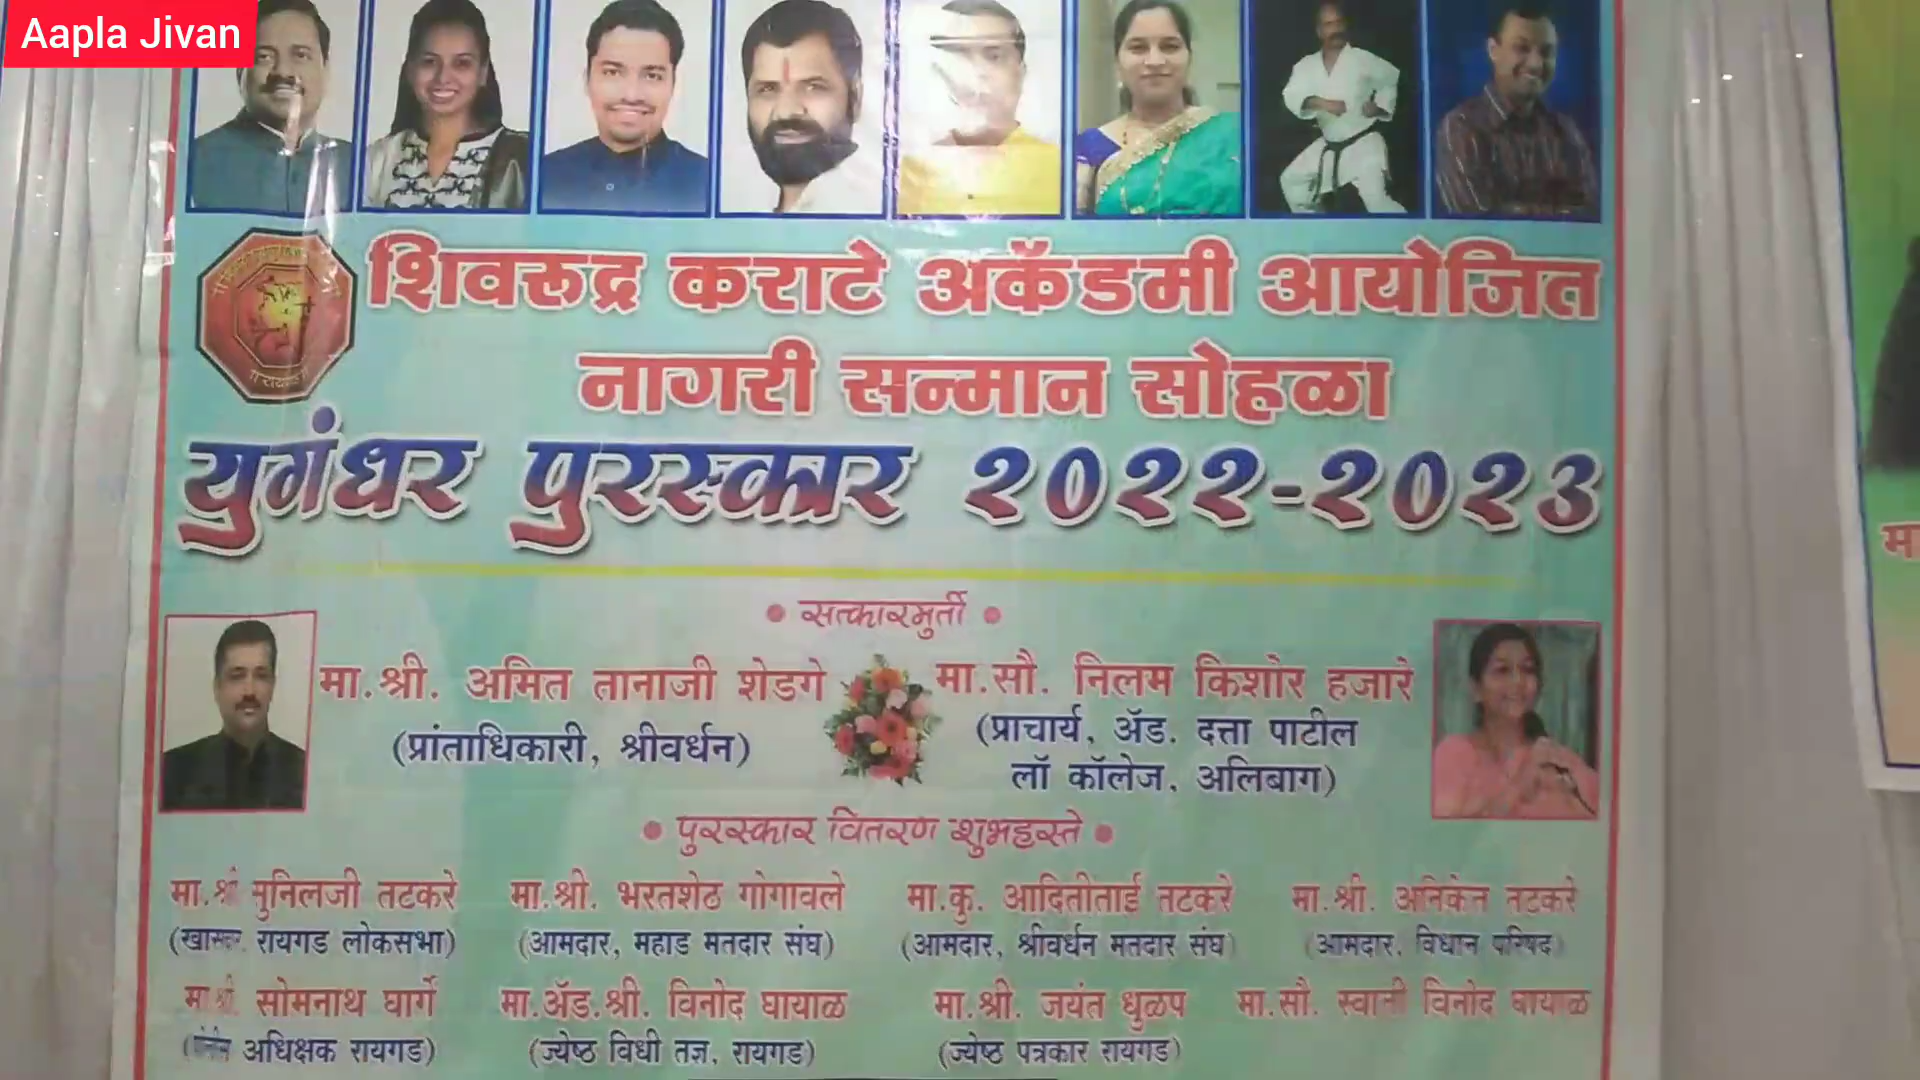 Aapla Jivan
शिवरुद्र कराटे अकॅडमी आयोजित
नागरी सन्मान सोहळा
युगंधर पुरस्कार २०२२-२०२३
सत्कारमुर्ती
मा.श्री. अमित तानाजी शेडगे
(प्रांताधिकारी, श्रीवर्धन)
मा.सौ. निलम किशोर हजारे
(प्राचार्य, ॲड. दत्ता पाटील
लॉ कॉलेज, अलिबाग)
पुरस्कार वितरण शुभहस्ते
मा.श्री सुनिलजी तटकरे मा.श्री. भरतशेठ गोगावले मा.कु. आदितीताई तटकरे मा.श्री. अनिकेत तटकरे
(खासदार, रायगड लोकसभा) (आमदार, महाड मतदार संघ) (आमदार, श्रीवर्धन मतदार संघ) (आमदार, विधान परिषद)
मा.श्री. सोमनाथ घार्गे मा.ॲड.श्री. विनोद घायाळ मा.श्री. जयंत धुळप मा.सौ. स्वाती विनोद घायाळ
अधिक्षक रायगड) (ज्येष्ठ विधी तज्ञ, रायगड) (ज्येष्ठ पत्रकार रायगड)